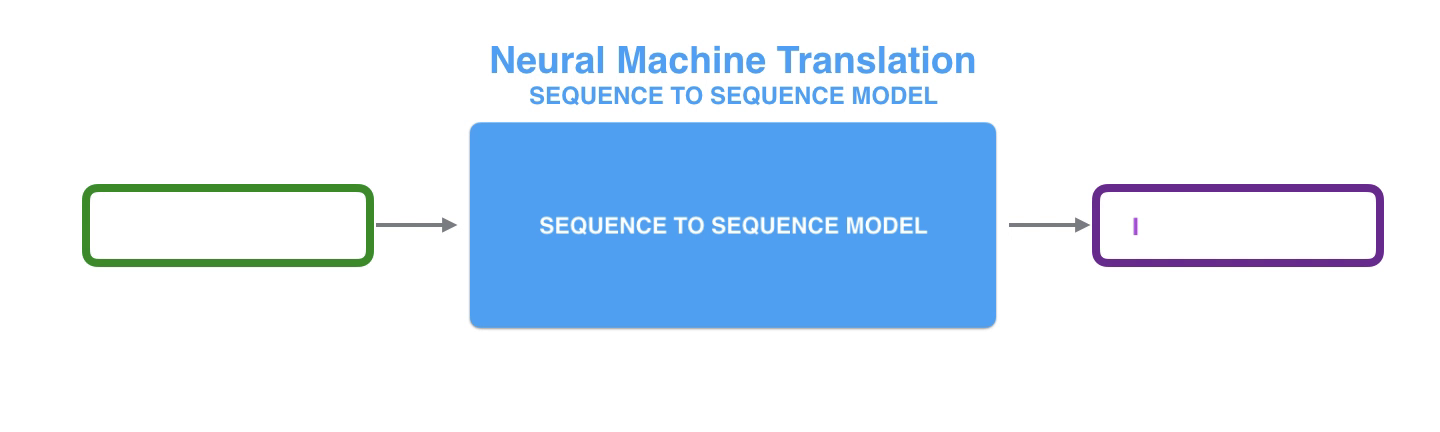 Neural Machine Translation
SEQUENCE TO SEQUENCE MODEL
SEQUENCE TO SEQUENCE MODEL
I